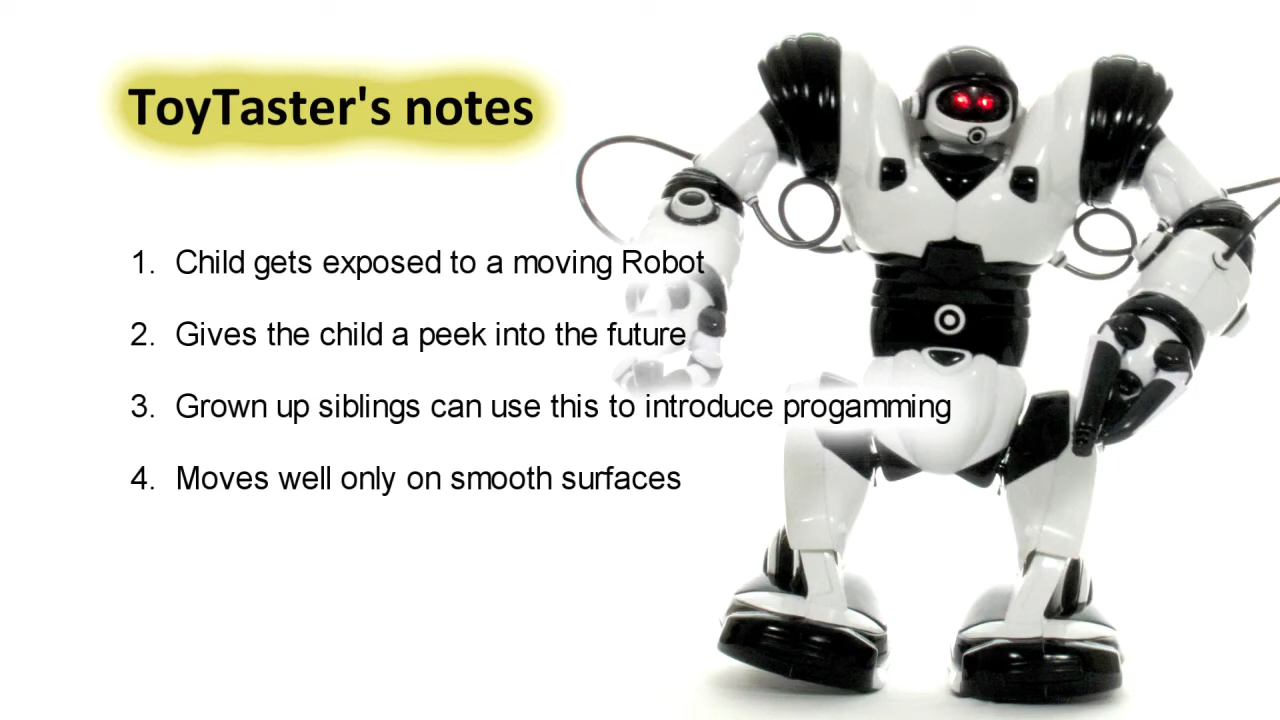 ToyTaster's notes
1. Child gets exposed to a moving Robot
2. Gives the child a peek into the future
3. Grown up siblings can use this to introduce progamming
4. Moves well only on smooth surfaces